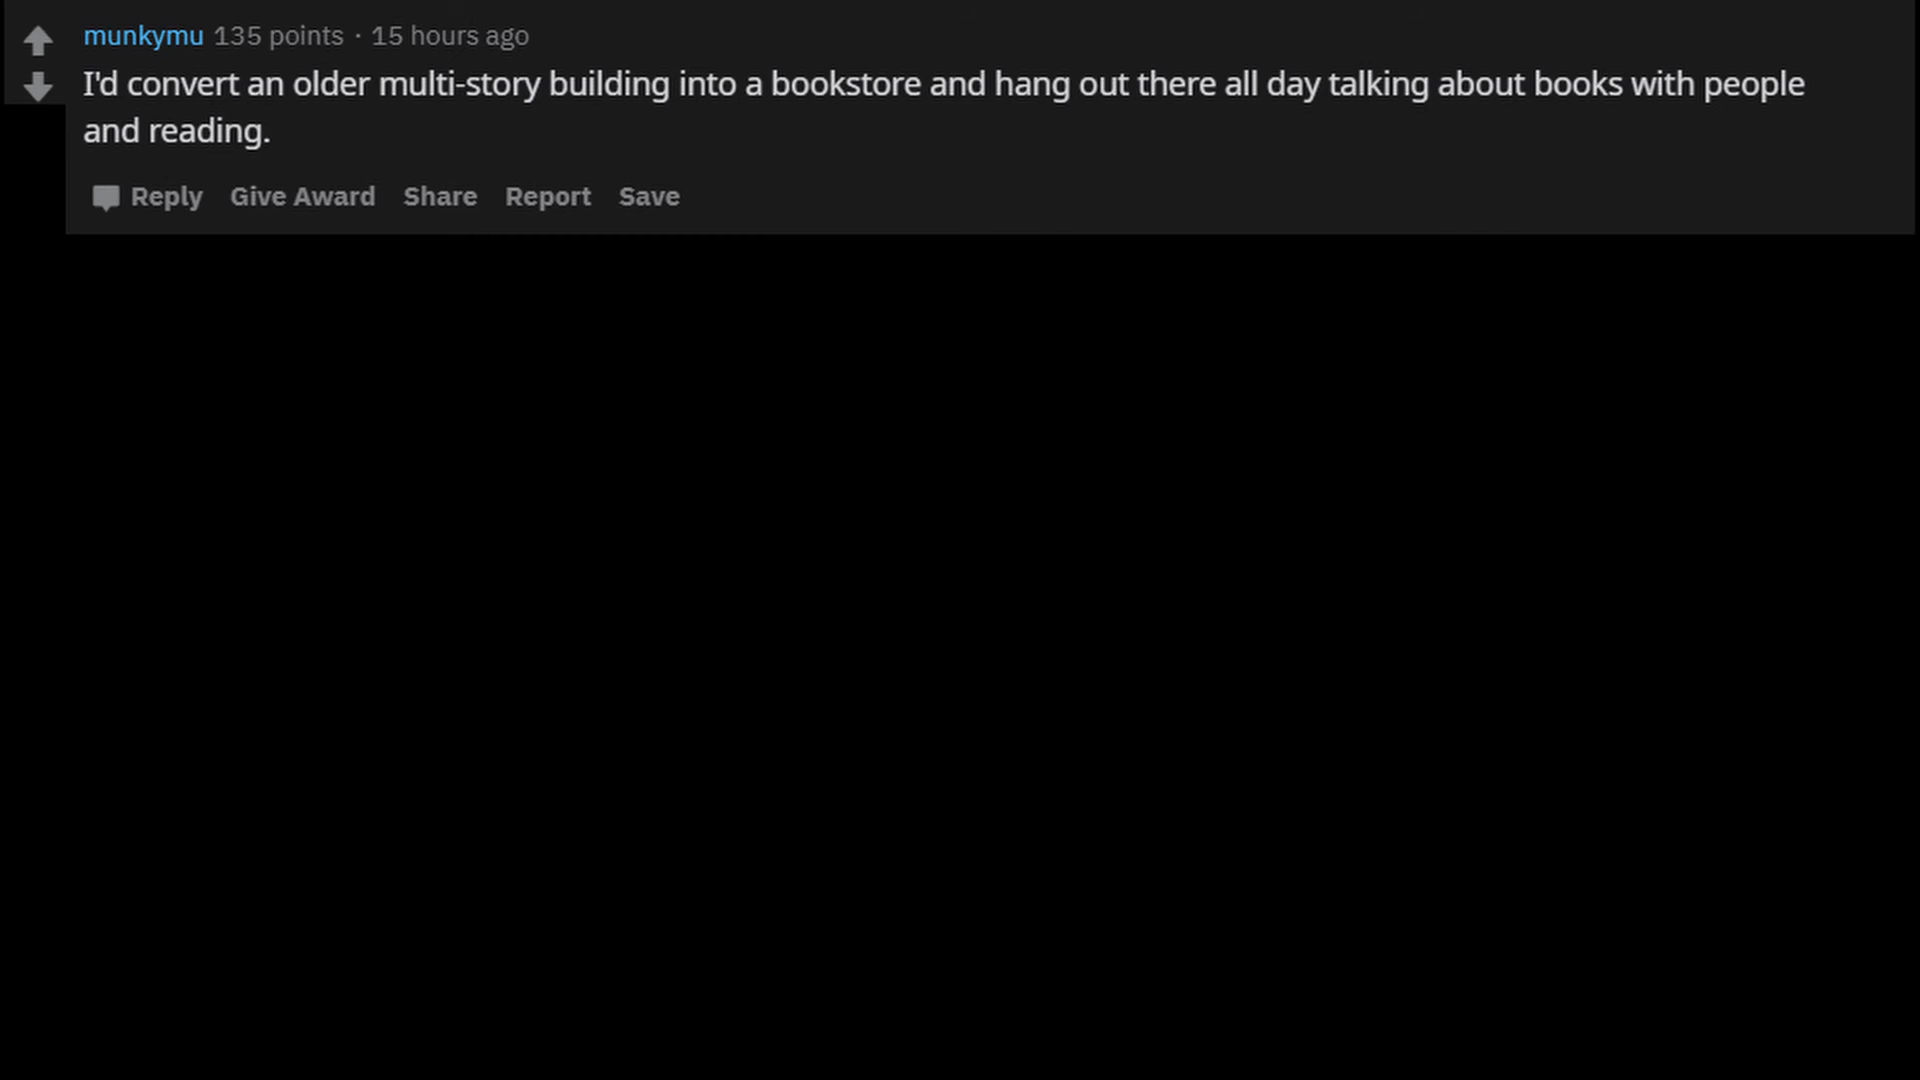 munkymu 135 points · 15 hours ago
I'd convert an older multi-story building into a bookstore and hang out there all day talking about books with people
and reading.
Reply Give Award Share Report Save